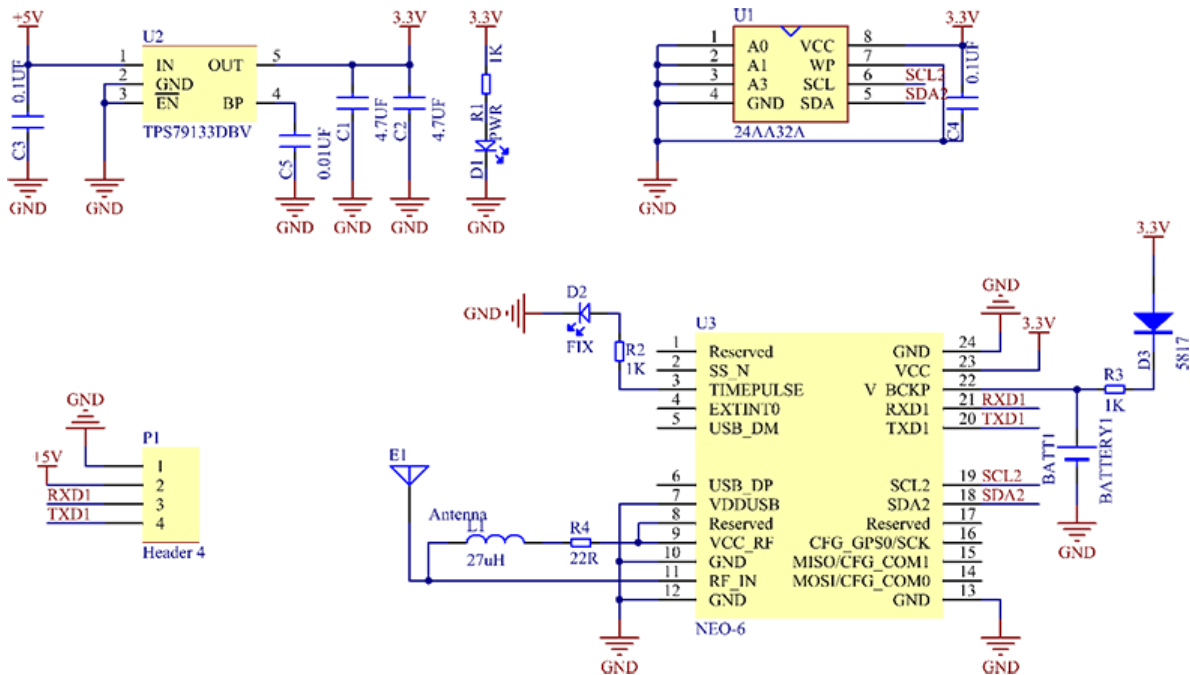 +5V
U2
1 IN OUT 5
2 GND
3 EN BP 4
TPS79133DBV
0.1UF
C3
GND
GND
C5
0.01UF
GND
3.3V
C1
4.7UF
GND
C2
4.7UF
GND
3.3V
1K
R1
PWR
D1
GND
U1
1 A0 VCC 8
2 A1 WP 7
3 A3 SCL 6 SCL2
4 GND SDA 5 SDA2
24AA32A
3.3V
0.1UF
C4
GND
GND
D2
FIX
R2
1K
U3
1 Reserved
2 SS_N
3 TIMEPULSE
4 EXTINT0
5 USB_DM
6 USB_DP
7 VDDUSB
8 Reserved
9 VCC_RF
10 GND
11 RF_IN
12 GND
GND 24
VCC 23
V_BCKP 22
RXD1 21 RXD1
TXD1 20 TXD1
SCL2 19 SCL2
SDA2 18 SDA2
Reserved 17
CFG_GPS0/SCK 16
MISO/CFG_COM1 15
MOSI/CFG_COM0 14
GND 13
NEO-6
GND
3.3V
3.3V
D3
5817
R3
1K
BATT1
BATTERY1
GND
GND
GND
E1
Antenna
L1
27uH
R4
22R
GND
P1
1
+5V 2
RXD1 3
TXD1 4
Header 4